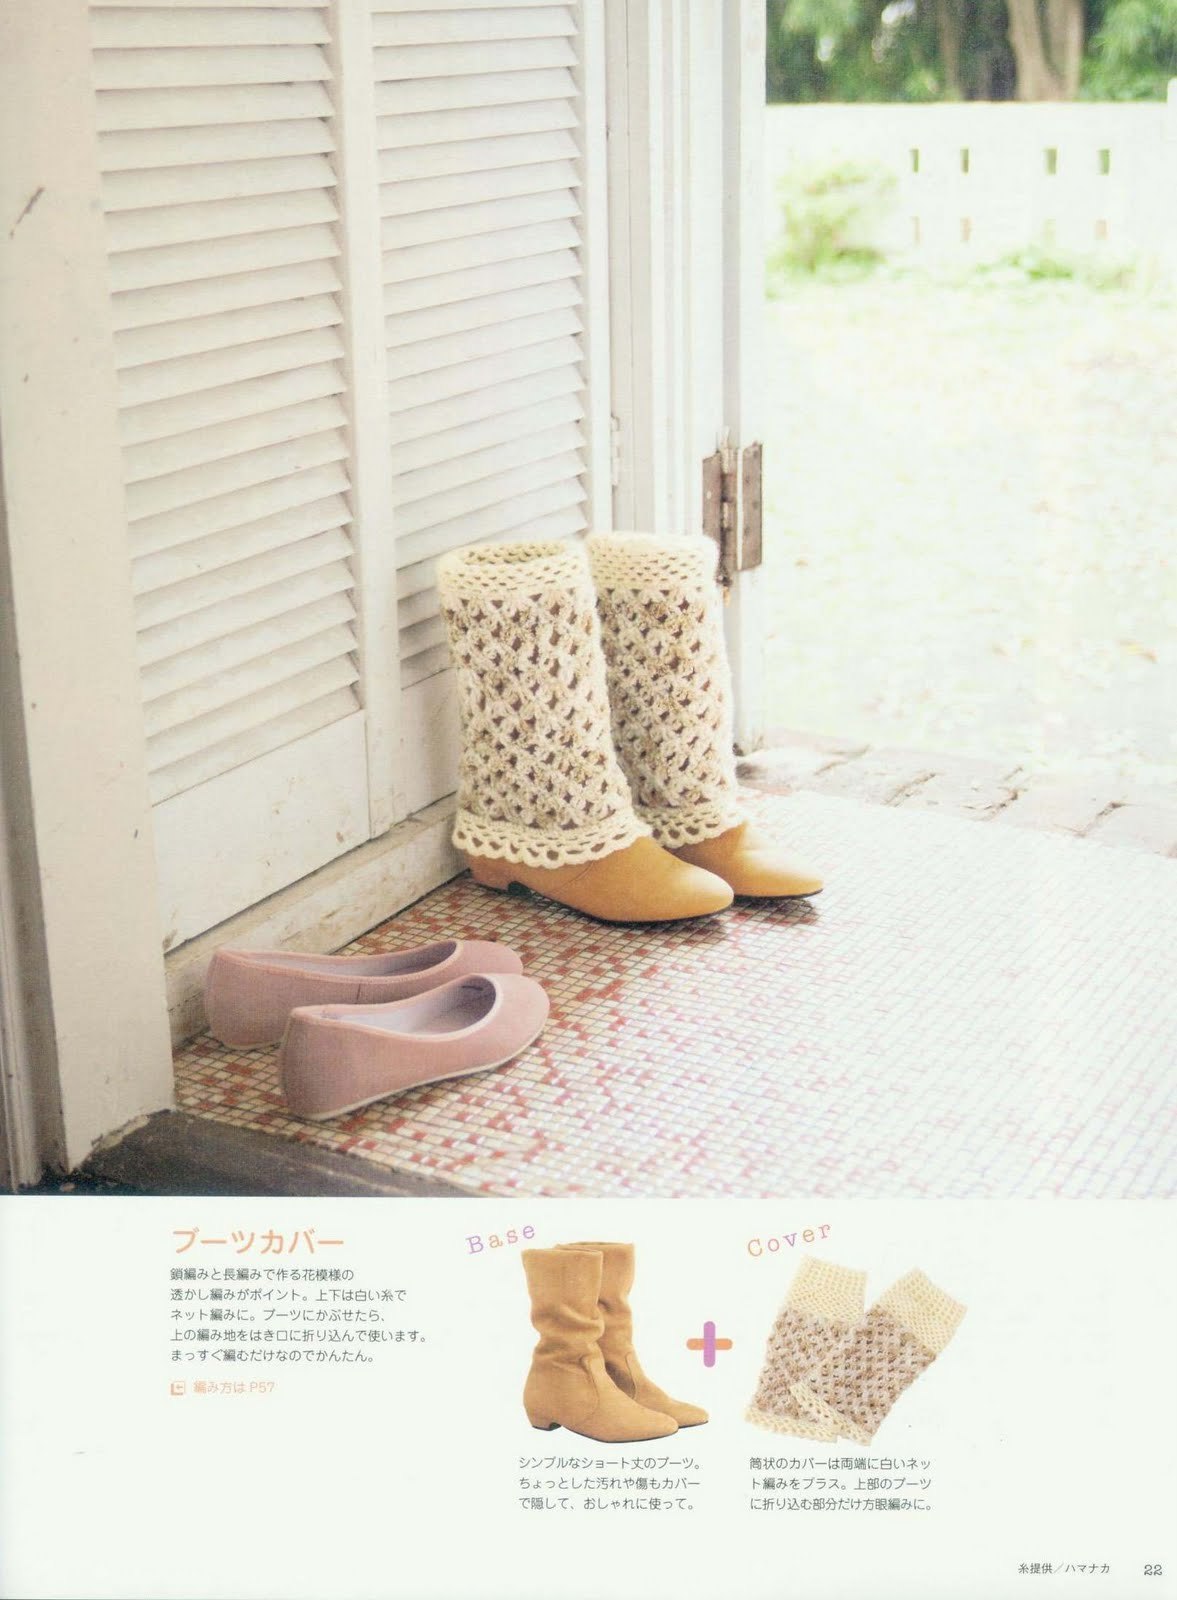 ブーツカバー
鎖編みと長編みで作る花模様の
透かし編みがポイント。上下は白い糸で
ネット編みに。ブーツにかぶせたら、
上の編み地をはき口に折り込んで使います。
まっすぐ編むだけなのでかんたん。
編み方は P57
Base
シンプルなショート丈のブーツ。
ちょっとした汚れや傷もカバー
で隠して、おしゃれに使って。
Cover
筒状のカバーは両端に白いネッ
ト編みをプラス。上部のブーツ
に折り込む部分だけ方眼編みに。
糸提供／ハマナカ 22